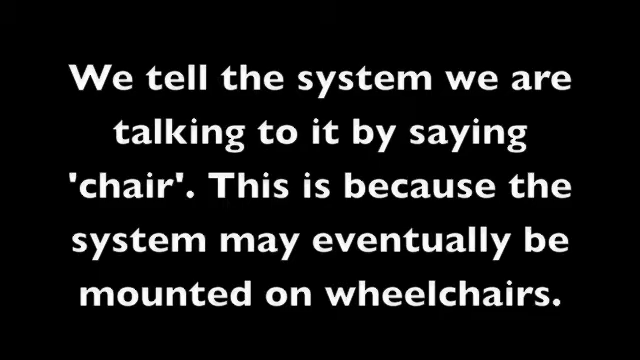 We tell the system we are
talking to it by saying
'chair'. This is because the
system may eventually be
mounted on wheelchairs.